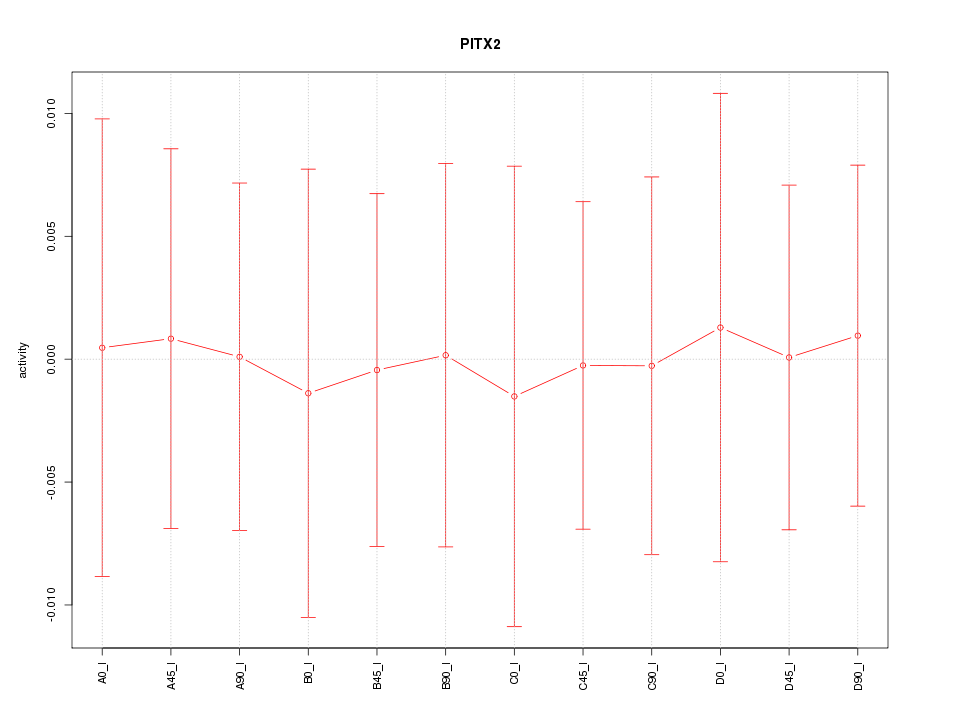 PITX2
activity
0.010
0.005
0.000
-0.005
-0.010
A0_I
A45_I
A90_I
B0_I
B45_I
B90_I
C0_I
C45_I
C90_I
D0_I
D45_I
D90_I